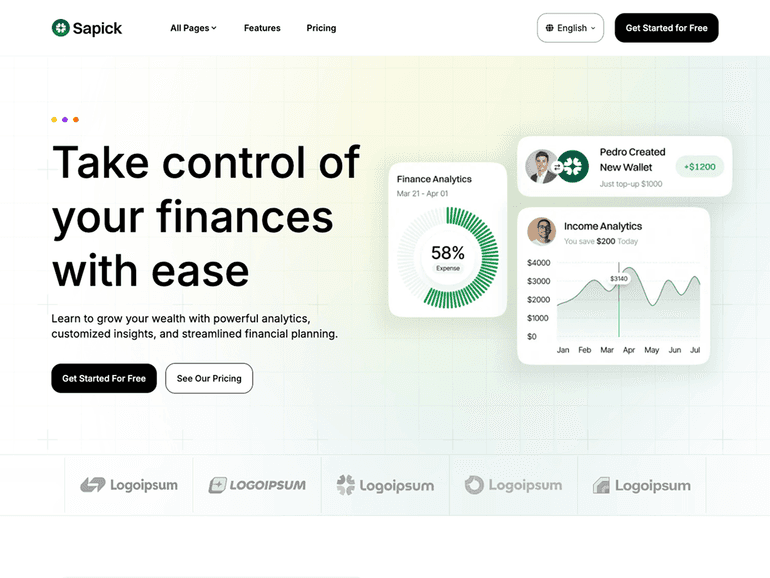 Sapick
All Pages
Features
Pricing
English
Get Started for Free
Take control of
your finances
with ease
Learn to grow your wealth with powerful analytics,
customized insights, and streamlined financial planning.
Get Started For Free
See Our Pricing
Finance Analytics
Mar 21 - Apr 01
58%
Expense
Pedro Created
New Wallet
Just top-up $1000
+$1200
Income Analytics
You save $200 Today
$4000
$3000
$2000
$1000
$0
$3140
Jan Feb Mar Apr May Jun Jul
Logoipsum
LOGOIPSUM
Logoipsum
Logoipsum
Logoipsum